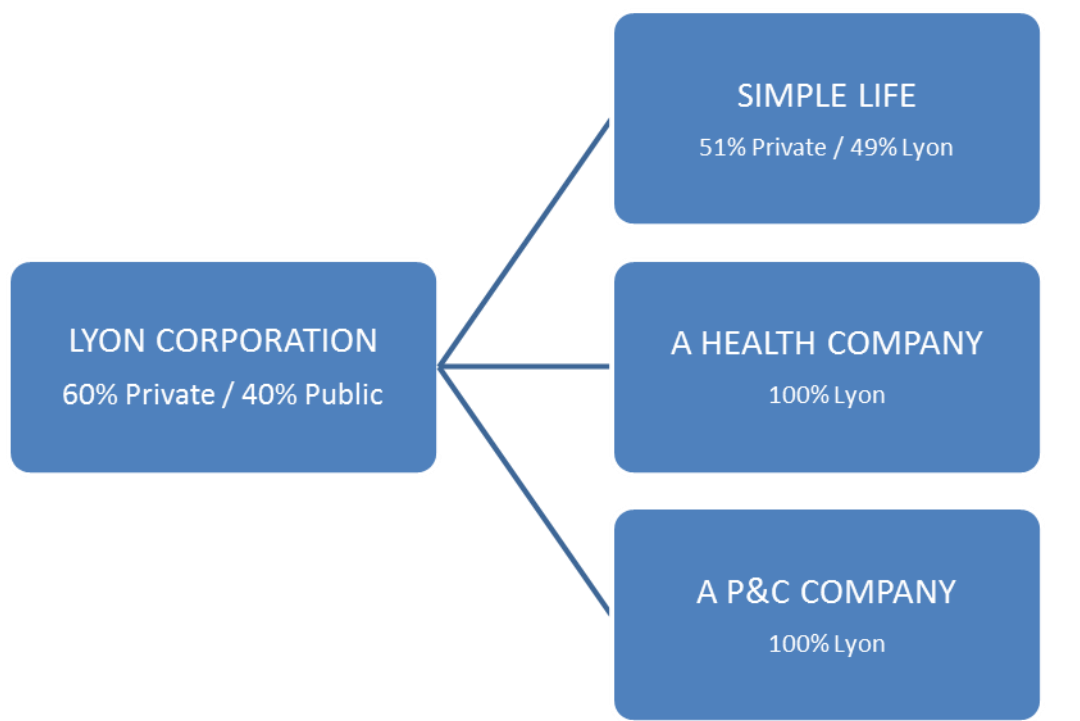 SIMPLE LIFE
51% Private / 49% Lyon
LYON CORPORATION
60% Private / 40% Public
A HEALTH COMPANY
100% Lyon
A P&C COMPANY
100% Lyon